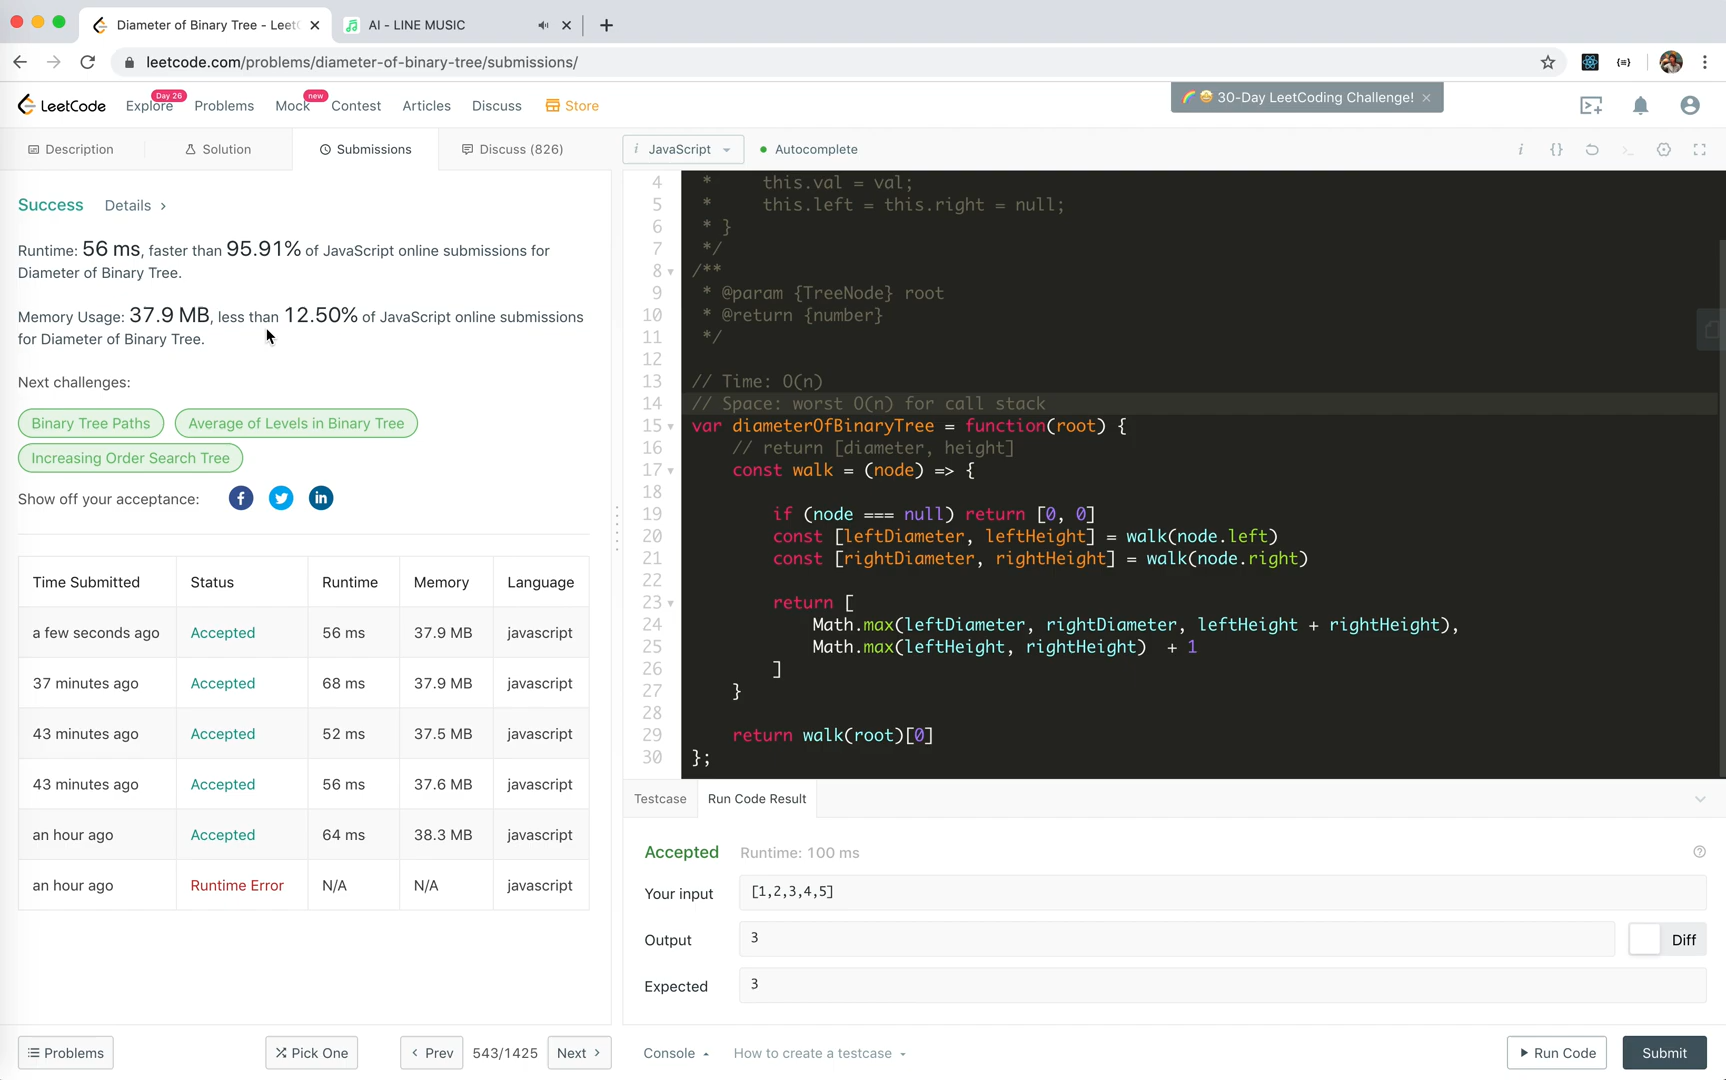 Diameter of Binary Tree - Leet
AI - LINE MUSIC
leetcode.com/problems/diameter-of-binary-tree/submissions/
LeetCode
Explore
Day 26
Problems
Mock
new
Contest
Articles
Discuss
Store
🌈 🤩 30-Day LeetCoding Challenge! ×
Description
Solution
Submissions
Discuss (826)
i JavaScript
Autocomplete
Success Details >
Runtime: 56 ms, faster than 95.91% of JavaScript online submissions for
Diameter of Binary Tree.
Memory Usage: 37.9 MB, less than 12.50% of JavaScript online submissions
for Diameter of Binary Tree.
Next challenges:
Binary Tree Paths
Average of Levels in Binary Tree
Increasing Order Search Tree
Show off your acceptance:
Time Submitted Status Runtime Memory Language
a few seconds ago Accepted 56 ms 37.9 MB javascript
37 minutes ago Accepted 68 ms 37.9 MB javascript
43 minutes ago Accepted 52 ms 37.5 MB javascript
43 minutes ago Accepted 56 ms 37.6 MB javascript
an hour ago Accepted 64 ms 38.3 MB javascript
an hour ago Runtime Error N/A N/A javascript
4 * this.val = val;
5 * this.left = this.right = null;
6 * }
7 */
8 /**
9 * @param {TreeNode} root
10 * @return {number}
11 */
12
13 // Time: O(n)
14 // Space: worst O(n) for call stack
15 var diameterOfBinaryTree = function(root) {
16 // return [diameter, height]
17 const walk = (node) => {
18
19 if (node === null) return [0, 0]
20 const [leftDiameter, leftHeight] = walk(node.left)
21 const [rightDiameter, rightHeight] = walk(node.right)
22
23 return [
24 Math.max(leftDiameter, rightDiameter, leftHeight + rightHeight),
25 Math.max(leftHeight, rightHeight) + 1
26 ]
27 }
28
29 return walk(root)[0]
30 };
Testcase
Run Code Result
Accepted Runtime: 100 ms
Your input [1,2,3,4,5]
Output 3
Diff
Expected 3
Problems
Pick One
< Prev
543/1425
Next >
Console
How to create a testcase
Run Code
Submit